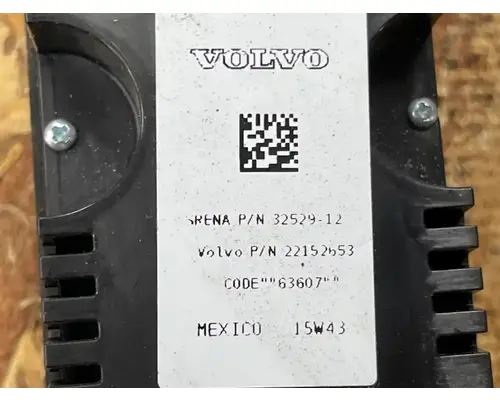 VOLVO
SRENA P/N 32529-12
Volvo P/N 22152653
CODE""63607""
MEXICO 15W43